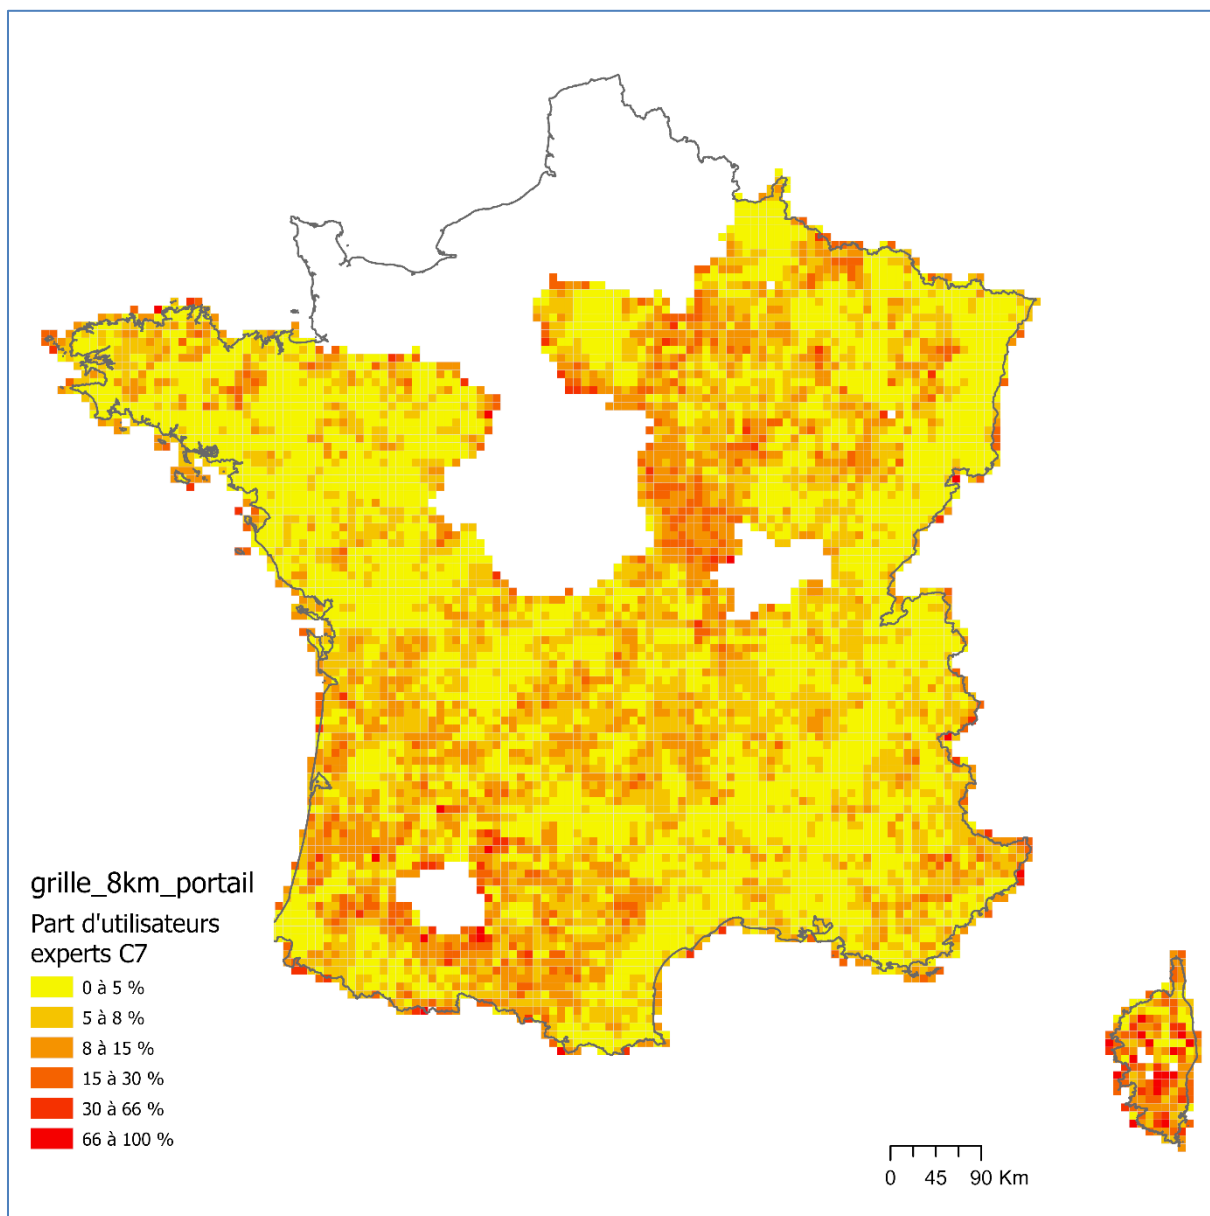 grille_8km_portail
Part d'utilisateurs
experts C7
0 à 5 %
5 à 8 %
8 à 15 %
15 à 30 %
30 à 66 %
66 à 100 %
0 45 90 Km